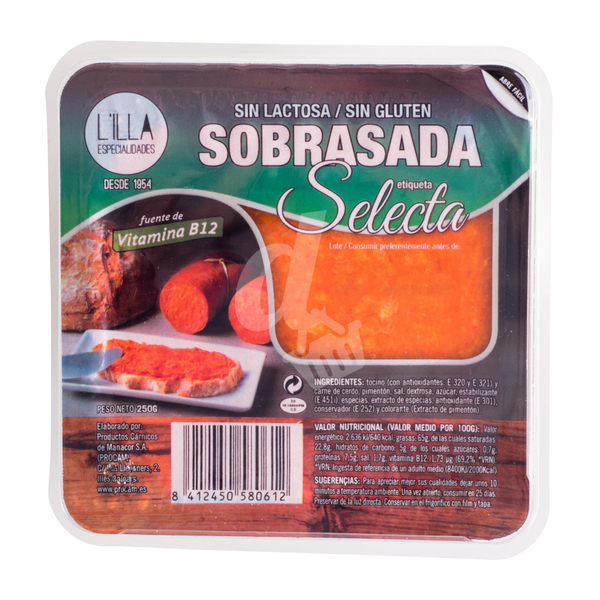 L'ILLA
ESPECIALIDADES
DESDE 1954
ABRE FÁCIL
SIN LACTOSA / SIN GLUTEN
SOBRASADA
etiqueta
Selecta
Lote / Consumir preferentemente antes de:
fuente de
Vitamina B12
PESO NETO 250G
Elaborado por:
Productos Cárnicos
de Manacor S.A.
(PROCAM)
2.
Illes Balears.
www.procam.es
8 412450 580612
INGREDIENTES: tocino (con antioxidantes: E 320 y E 321) y
carne de cerdo, pimentón, sal, dextrosa, azúcar, estabilizante
(E 451i), especias, extracto de especias, antioxidante (E 301),
conservador (E 252) y colorante (Extracto de pimentón).
VALOR NUTRICIONAL (VALOR MEDIO POR 100G): Valor
energético: 2.636 kJ/640 kcal; grasas: 65g, de las cuales saturadas
22,8g; hidratos de carbono: 5g de los cuales azúcares: 0,7g;
proteínas: 7,5g; sal: 1,7g; vitamina B12: 1,73 µg (69,2% *VRN)
*VRN: Ingesta de referencia de un adulto medio (8400KJ/2000Kcal)
SUGERENCIAS: Para apreciar mejor sus cualidades dejar unos 10
minutos a temperatura ambiente. Una vez abierto, consumir en 25 días.
Preservar de la luz directa. Conservar en el frigorífico con film y tapa.